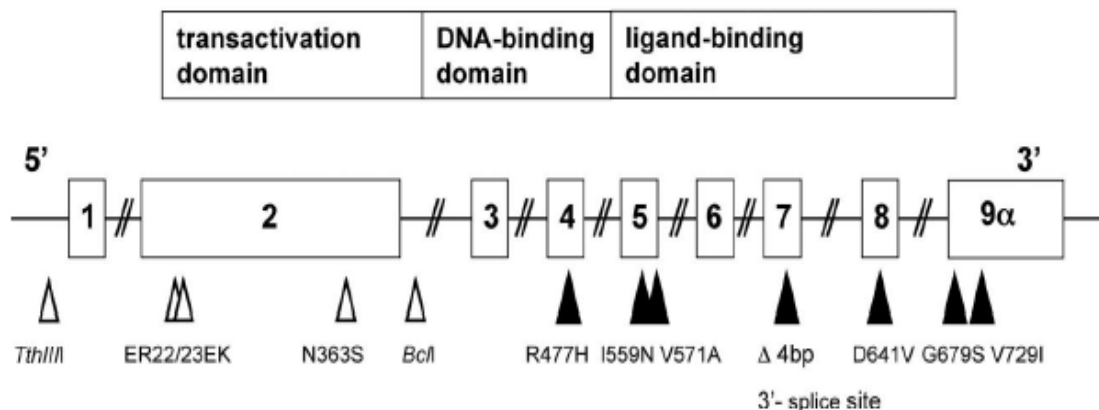 transactivation domain
DNA-binding domain
ligand-binding domain
5’
3’
1 // 2 // 3 // 4 // 5 // 6 // 7 // 8 // 9α
TthIIII ER22/23EK N363S BclI R477H I559N V571A Δ 4bp D641V G679S V729I
3’- splice site